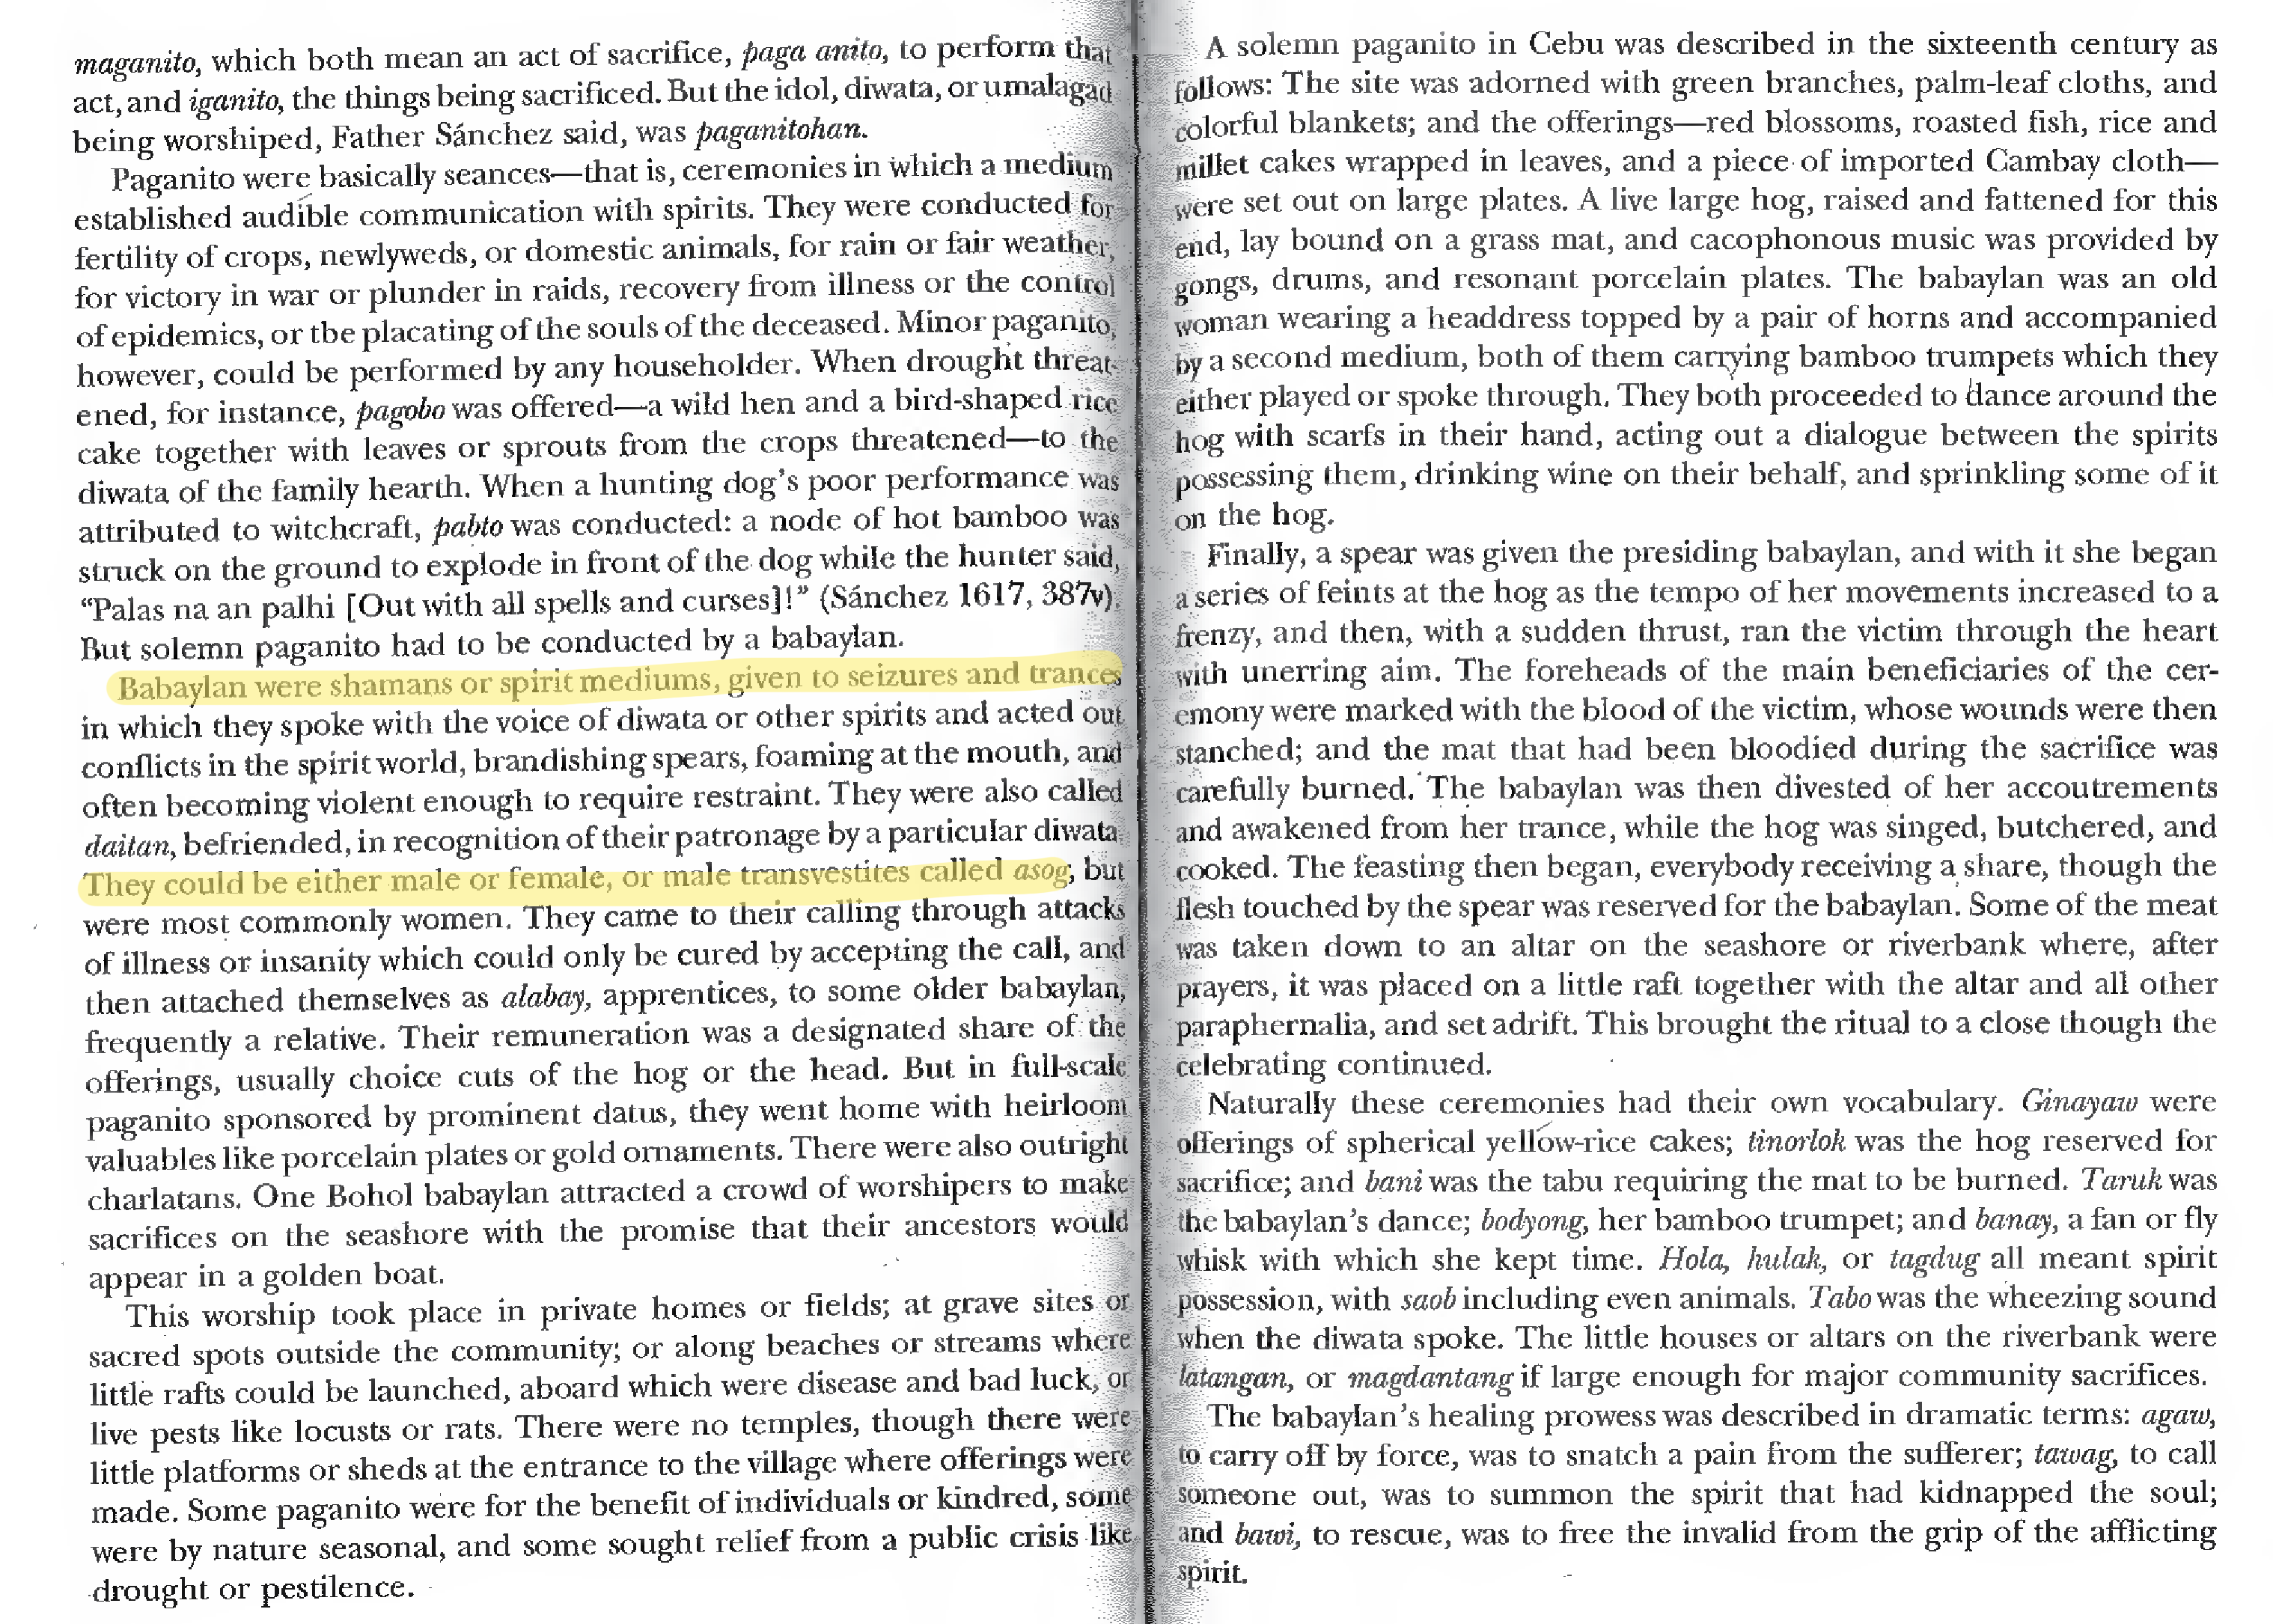 maganito, which both mean an act of sacrifice, paga anito, to perform that
act, and iganito, the things being sacrificed. But the idol, diwata, or umalagad
being worshiped, Father Sánchez said, was paganitohan.
Paganito were basically seances—that is, ceremonies in which a medium
established audible communication with spirits. They were conducted for
fertility of crops, newlyweds, or domestic animals, for rain or fair weather,
for victory in war or plunder in raids, recovery from illness or the control
of epidemics, or tbe placating of the souls of the deceased. Minor paganito,
however, could be performed by any householder. When drought threat-
ened, for instance, pagobo was offered—a wild hen and a bird-shaped rice
cake together with leaves or sprouts from the crops threatened—to the
diwata of the family hearth. When a hunting dog's poor performance was
attributed to witchcraft, pabto was conducted: a node of hot bamboo was
struck on the ground to explode in front of the dog while the hunter said,
“Palas na an palhi [Out with all spells and curses]!” (Sánchez 1617, 387v).
But solemn paganito had to be conducted by a babaylan.
Babaylan were shamans or spirit mediums, given to seizures and trances
in which they spoke with the voice of diwata or other spirits and acted out
conflicts in the spirit world, brandishing spears, foaming at the mouth, and
often becoming violent enough to require restraint. They were also called
daitan, befriended, in recognition of their patronage by a particular diwata.
They could be either male or female, or male transvestites called asog, but
were most commonly women. They came to their calling through attacks
of illness or insanity which could only be cured by accepting the call, and
then attached themselves as alabay, apprentices, to some older babaylan,
frequently a relative. Their remuneration was a designated share of the
offerings, usually choice cuts of the hog or the head. But in full-scale
paganito sponsored by prominent datus, they went home with heirloom
valuables like porcelain plates or gold ornaments. There were also outright
charlatans. One Bohol babaylan attracted a crowd of worshipers to make
sacrifices on the seashore with the promise that their ancestors would
appear in a golden boat.
This worship took place in private homes or fields; at grave sites or
sacred spots outside the community; or along beaches or streams where
little rafts could be launched, aboard which were disease and bad luck, or
live pests like locusts or rats. There were no temples, though there were
little platforms or sheds at the entrance to the village where offerings were
made. Some paganito were for the benefit of individuals or kindred, some
were by nature seasonal, and some sought relief from a public crisis like
drought or pestilence.
A solemn paganito in Cebu was described in the sixteenth century as
follows: The site was adorned with green branches, palm-leaf cloths, and
colorful blankets; and the offerings—red blossoms, roasted fish, rice and
millet cakes wrapped in leaves, and a piece of imported Cambay cloth—
were set out on large plates. A live large hog, raised and fattened for this
end, lay bound on a grass mat, and cacophonous music was provided by
gongs, drums, and resonant porcelain plates. The babaylan was an old
woman wearing a headdress topped by a pair of horns and accompanied
by a second medium, both of them carrying bamboo trumpets which they
either played or spoke through. They both proceeded to dance around the
hog with scarfs in their hand, acting out a dialogue between the spirits
possessing them, drinking wine on their behalf, and sprinkling some of it
on the hog.
Finally, a spear was given the presiding babaylan, and with it she began
a series of feints at the hog as the tempo of her movements increased to a
frenzy, and then, with a sudden thrust, ran the victim through the heart
with unerring aim. The foreheads of the main beneficiaries of the cer-
emony were marked with the blood of the victim, whose wounds were then
stanched; and the mat that had been bloodied during the sacrifice was
carefully burned. The babaylan was then divested of her accoutrements
and awakened from her trance, while the hog was singed, butchered, and
cooked. The feasting then began, everybody receiving a share, though the
flesh touched by the spear was reserved for the babaylan. Some of the meat
was taken down to an altar on the seashore or riverbank where, after
prayers, it was placed on a little raft together with the altar and all other
paraphernalia, and set adrift. This brought the ritual to a close though the
celebrating continued.
Naturally these ceremonies had their own vocabulary. Ginayaw were
offerings of spherical yellow-rice cakes; tinorlok was the hog reserved for
sacrifice; and bani was the tabu requiring the mat to be burned. Taruk was
the babaylan's dance; bodyong, her bamboo trumpet; and banay, a fan or fly
whisk with which she kept time. Hola, hulak, or tagdug all meant spirit
possession, with saob including even animals. Tabo was the wheezing sound
when the diwata spoke. The little houses or altars on the riverbank were
latangan, or magdantang if large enough for major community sacrifices.
The babaylan's healing prowess was described in dramatic terms: agaw,
to carry off by force, was to snatch a pain from the sufferer; tawag, to call
someone out, was to summon the spirit that had kidnapped the soul;
and bawi, to rescue, was to free the invalid from the grip of the afflicting
spirit.